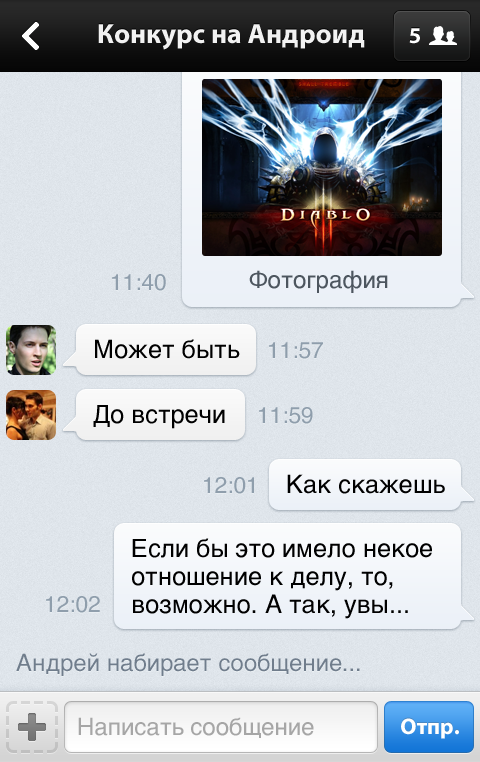 Конкурс на Андроид
5
DIABLO
III
11:40
Фотография
Может быть
11:57
До встречи
11:59
12:01
Как скажешь
Если бы это имело некое
отношение к делу, то,
возможно. А так, увы...
12:02
Андрей набирает сообщение...
Написать сообщение
Отпр.